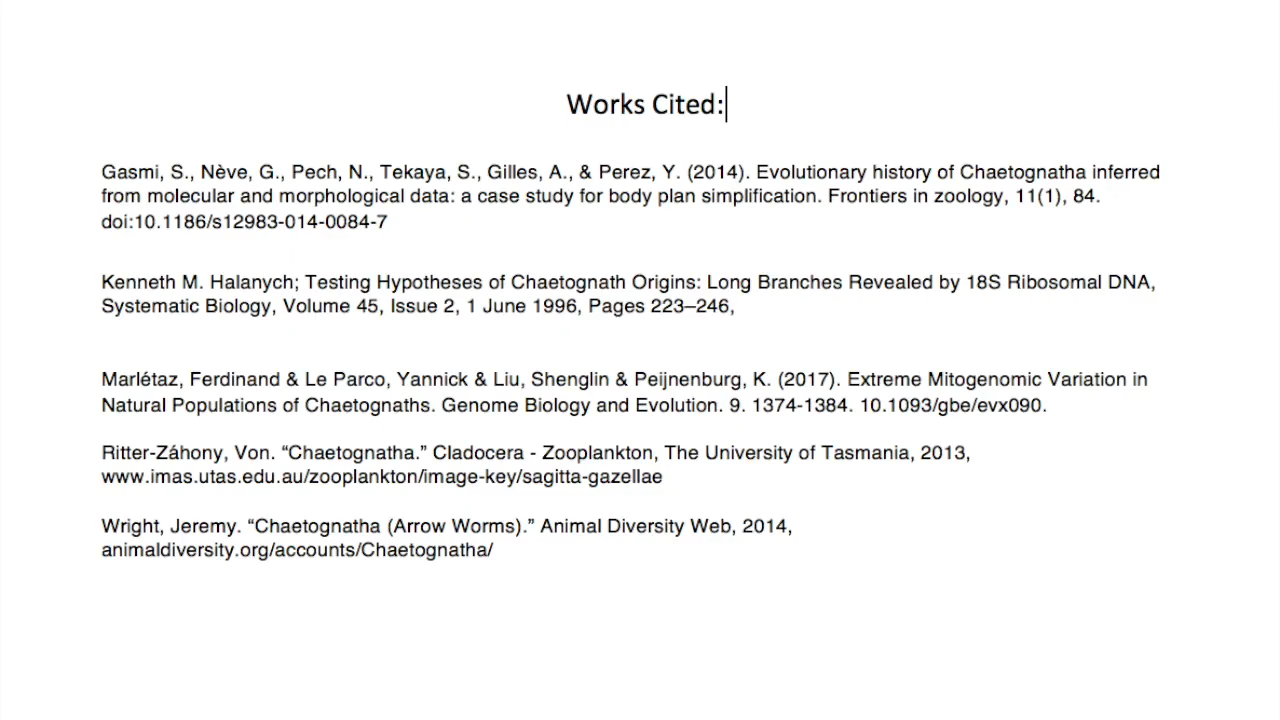 Works Cited:
Gasmi, S., Nève, G., Pech, N., Tekaya, S., Gilles, A., & Perez, Y. (2014). Evolutionary history of Chaetognatha inferred
from molecular and morphological data: a case study for body plan simplification. Frontiers in zoology, 11(1), 84.
doi:10.1186/s12983-014-0084-7
Kenneth M. Halanych; Testing Hypotheses of Chaetognath Origins: Long Branches Revealed by 18S Ribosomal DNA,
Systematic Biology, Volume 45, Issue 2, 1 June 1996, Pages 223–246,
Marlétaz, Ferdinand & Le Parco, Yannick & Liu, Shenglin & Peijnenburg, K. (2017). Extreme Mitogenomic Variation in
Natural Populations of Chaetognaths. Genome Biology and Evolution. 9. 1374-1384. 10.1093/gbe/evx090.
Ritter-Záhony, Von. “Chaetognatha.” Cladocera - Zooplankton, The University of Tasmania, 2013,
www.imas.utas.edu.au/zooplankton/image-key/sagitta-gazellae
Wright, Jeremy. “Chaetognatha (Arrow Worms).” Animal Diversity Web, 2014,
animaldiversity.org/accounts/Chaetognatha/